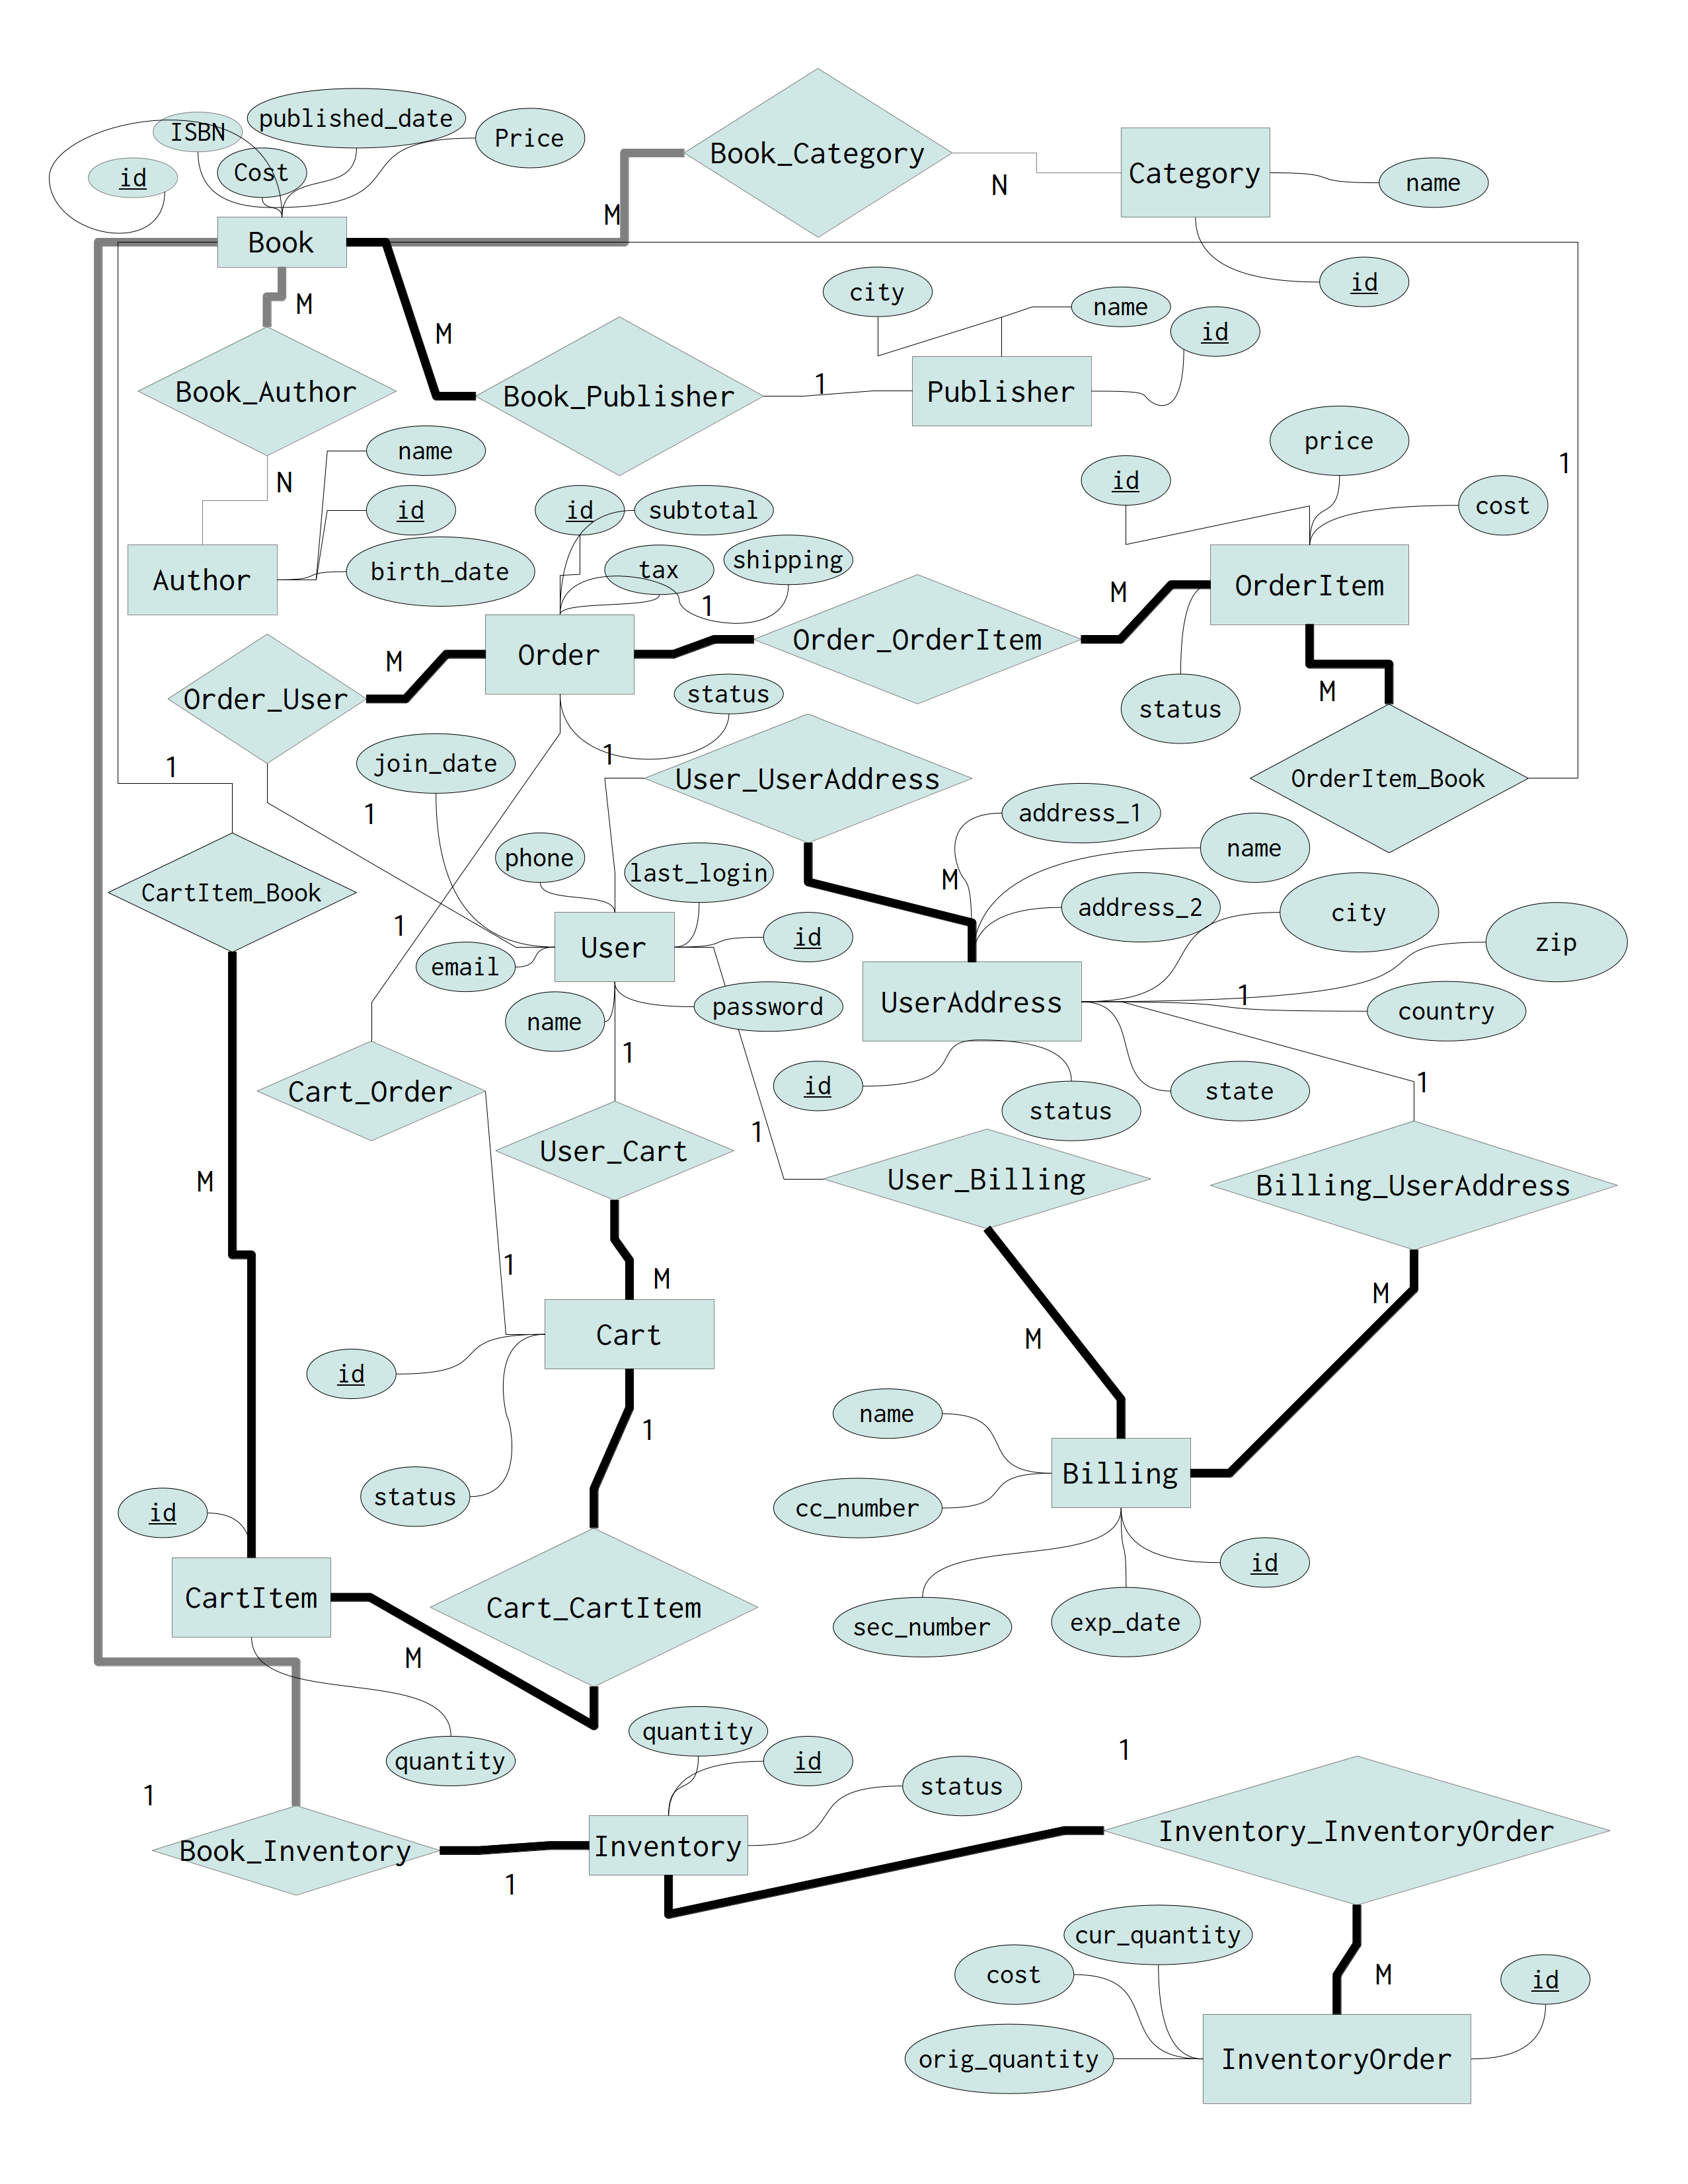 published_date
ISBN
Price
Cost
id
Book_Category
Category
name
N
M
Book
id
city
name
id
M
M
Book_Author
Book_Publisher
1
Publisher
name
N
id
birth_date
Author
price
1
id
cost
id
subtotal
shipping
tax
1
M
OrderItem
Order
Order_OrderItem
M
Order_User
status
M
status
join_date
1
1
User_UserAddress
OrderItem_Book
1
address_1
phone
last_login
name
CartItem_Book
M
address_2
city
1
User
id
zip
email
name
password
UserAddress
1
country
1
id
status
state
1
Cart_Order
User_Cart
1
M
User_Billing
Billing_UserAddress
1
M
M
Cart
M
id
1
name
status
Billing
cc_number
id
id
CartItem
Cart_CartItem
sec_number
exp_date
M
quantity
quantity
id
status
1
1
Book_Inventory
Inventory
Inventory_InventoryOrder
1
cur_quantity
cost
M
id
orig_quantity
InventoryOrder